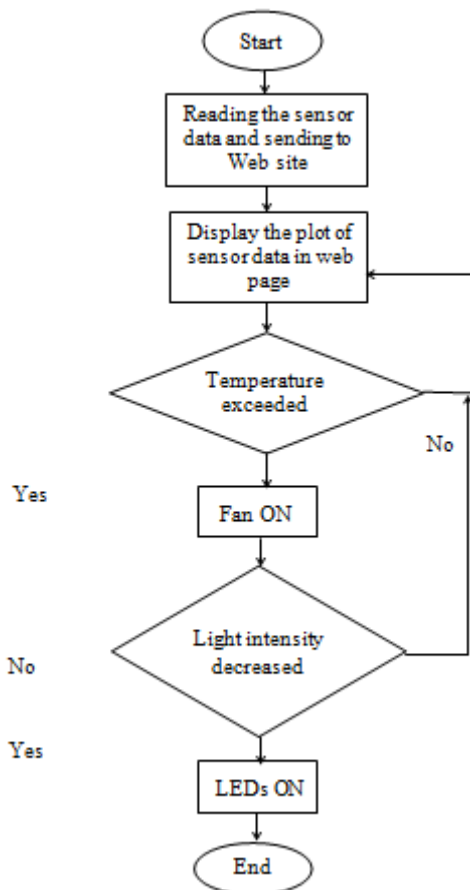 Start
Reading the sensor
data and sending to
Web site
Display the plot of
sensor data in web
page
Temperature
exceeded
No
Yes
Fan ON
Light intensity
decreased
No
Yes
LEDs ON
End